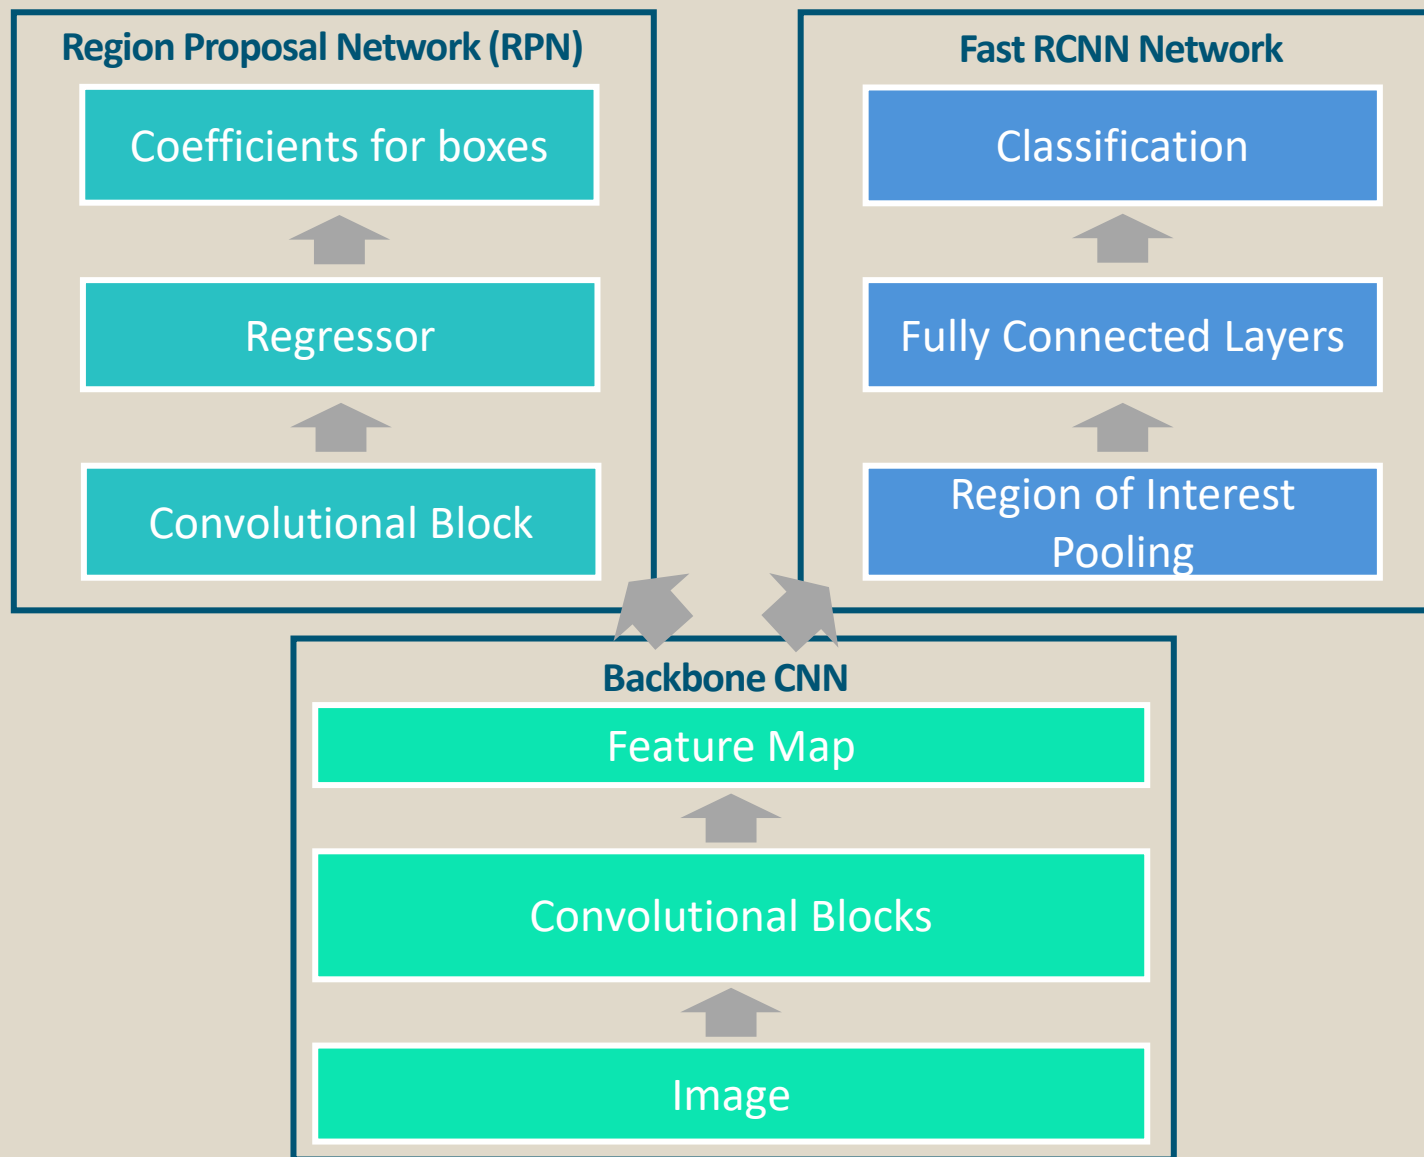 Region Proposal Network (RPN)
Coefficients for boxes
Regressor
Convolutional Block
Fast RCNN Network
Classification
Fully Connected Layers
Region of Interest
Pooling
Backbone CNN
Feature Map
Convolutional Blocks
Image